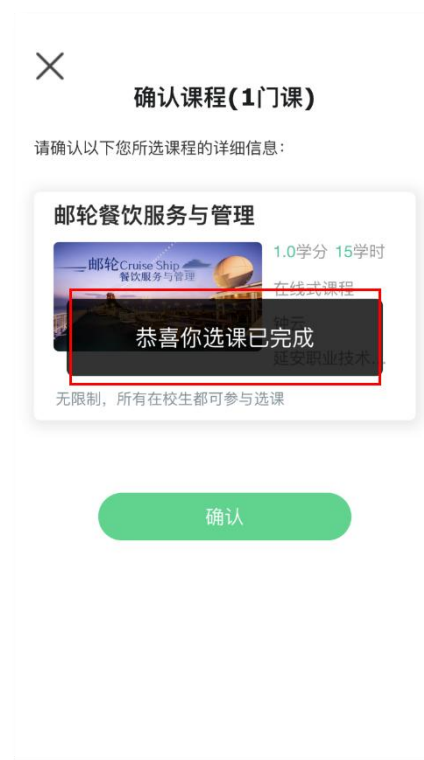 确认课程(1门课)
请确认以下您所选课程的详细信息：
邮轮餐饮服务与管理
邮轮Cruise Ship
餐饮服务与管理
1.0学分 15学时
在线式课程
恭喜你选课已完成
延安职业技术...
无限制，所有在校生都可参与选课
确认